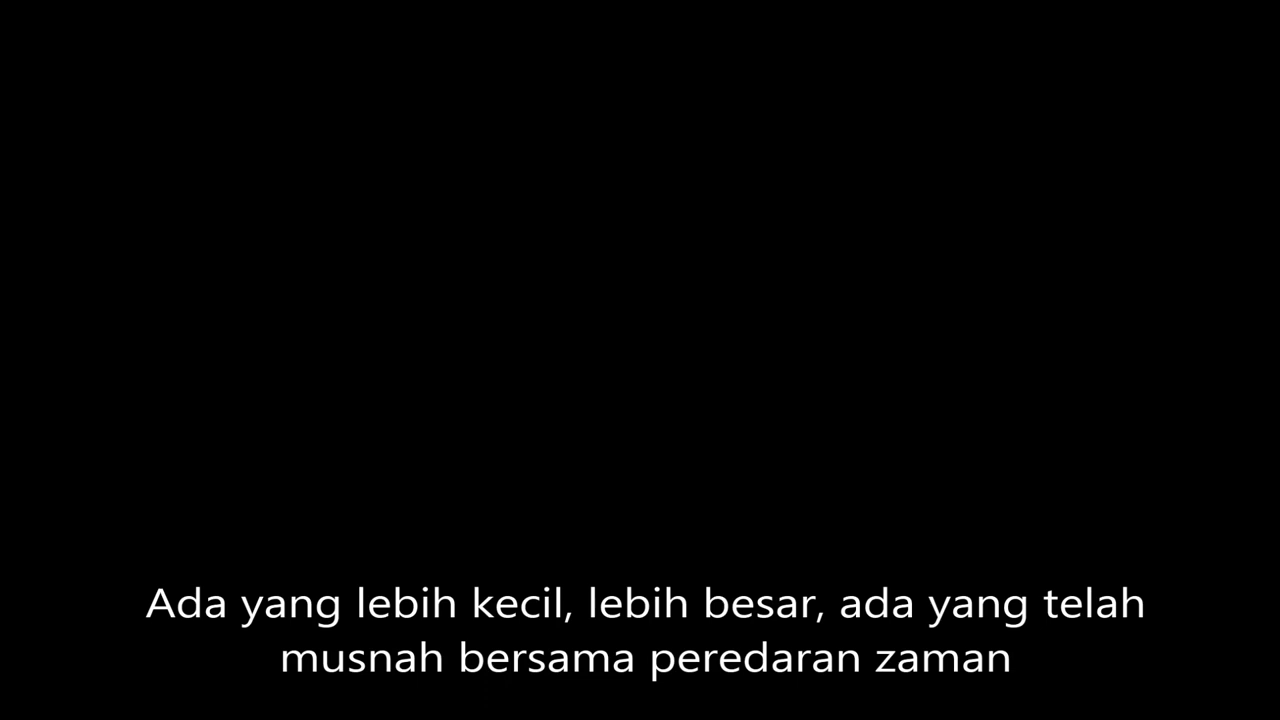 Ada yang lebih kecil, lebih besar, ada yang telah
musnah bersama peredaran zaman